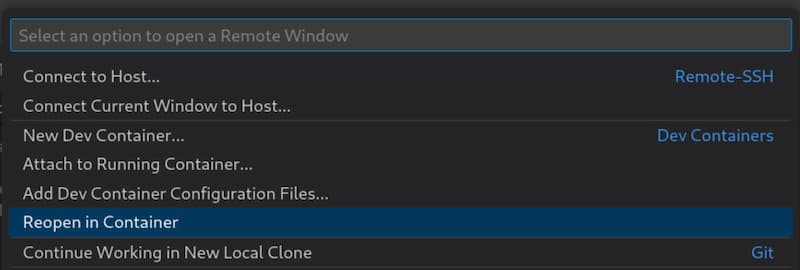 Select an option to open a Remote Window
Connect to Host... Remote-SSH
Connect Current Window to Host...
New Dev Container... Dev Containers
Attach to Running Container...
Add Dev Container Configuration Files...
Reopen in Container
Continue Working in New Local Clone Git